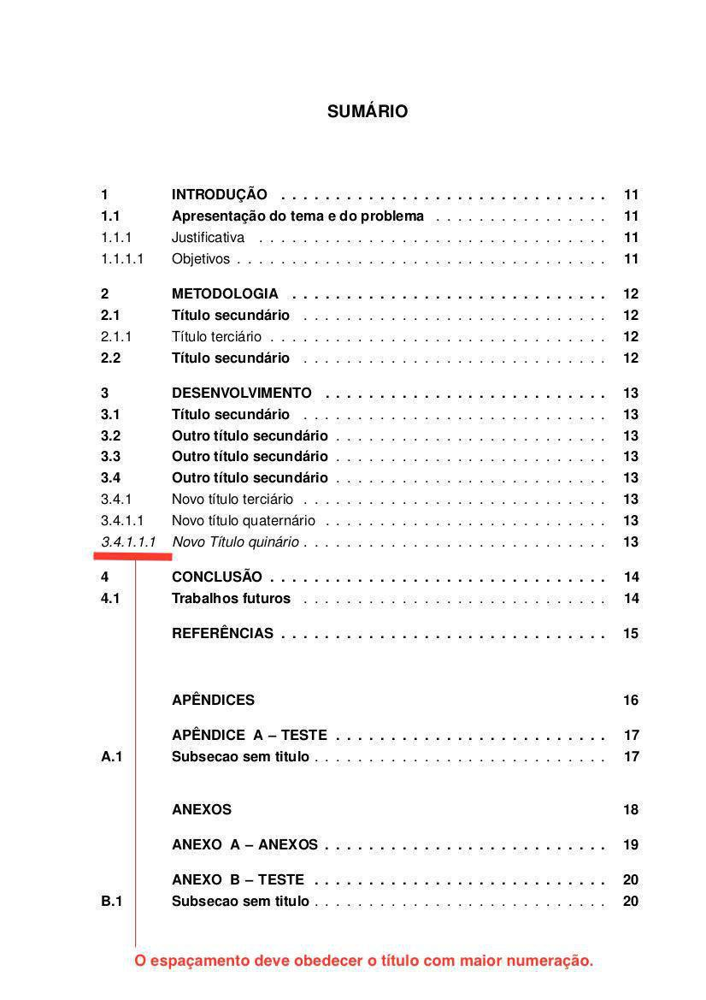 SUMÁRIO
1 INTRODUÇÃO . . . . . . . . . . . . . . . . . . . . . . . . . . . . . . 11
1.1 Apresentação do tema e do problema . . . . . . . . . . . . . . . . 11
1.1.1 Justificativa . . . . . . . . . . . . . . . . . . . . . . . . . . . . . . . . 11
1.1.1.1 Objetivos . . . . . . . . . . . . . . . . . . . . . . . . . . . . . . . . . . 11
2 METODOLOGIA . . . . . . . . . . . . . . . . . . . . . . . . . . . . . 12
2.1 Título secundário . . . . . . . . . . . . . . . . . . . . . . . . . . . . 12
2.1.1 Título terciário . . . . . . . . . . . . . . . . . . . . . . . . . . . . . . . 12
2.2 Título secundário . . . . . . . . . . . . . . . . . . . . . . . . . . . . 12
3 DESENVOLVIMENTO . . . . . . . . . . . . . . . . . . . . . . . . . . 13
3.1 Título secundário . . . . . . . . . . . . . . . . . . . . . . . . . . . . 13
3.2 Outro título secundário . . . . . . . . . . . . . . . . . . . . . . . . . 13
3.3 Outro título secundário . . . . . . . . . . . . . . . . . . . . . . . . . 13
3.4 Outro título secundário . . . . . . . . . . . . . . . . . . . . . . . . . 13
3.4.1 Novo título terciário . . . . . . . . . . . . . . . . . . . . . . . . . . . . 13
3.4.1.1 Novo título quaternário . . . . . . . . . . . . . . . . . . . . . . . . . . 13
3.4.1.1.1 Novo Título quinário . . . . . . . . . . . . . . . . . . . . . . . . . . . . 13
4 CONCLUSÃO . . . . . . . . . . . . . . . . . . . . . . . . . . . . . . . 14
4.1 Trabalhos futuros . . . . . . . . . . . . . . . . . . . . . . . . . . . . 14
REFERÊNCIAS . . . . . . . . . . . . . . . . . . . . . . . . . . . . . . 15
APÊNDICES 16
APÊNDICE A – TESTE . . . . . . . . . . . . . . . . . . . . . . . . . 17
A.1 Subsecao sem titulo . . . . . . . . . . . . . . . . . . . . . . . . . . . 17
ANEXOS 18
ANEXO A – ANEXOS . . . . . . . . . . . . . . . . . . . . . . . . . . 19
ANEXO B – TESTE . . . . . . . . . . . . . . . . . . . . . . . . . . . 20
B.1 Subsecao sem titulo . . . . . . . . . . . . . . . . . . . . . . . . . . . 20
O espaçamento deve obedecer o título com maior numeração.